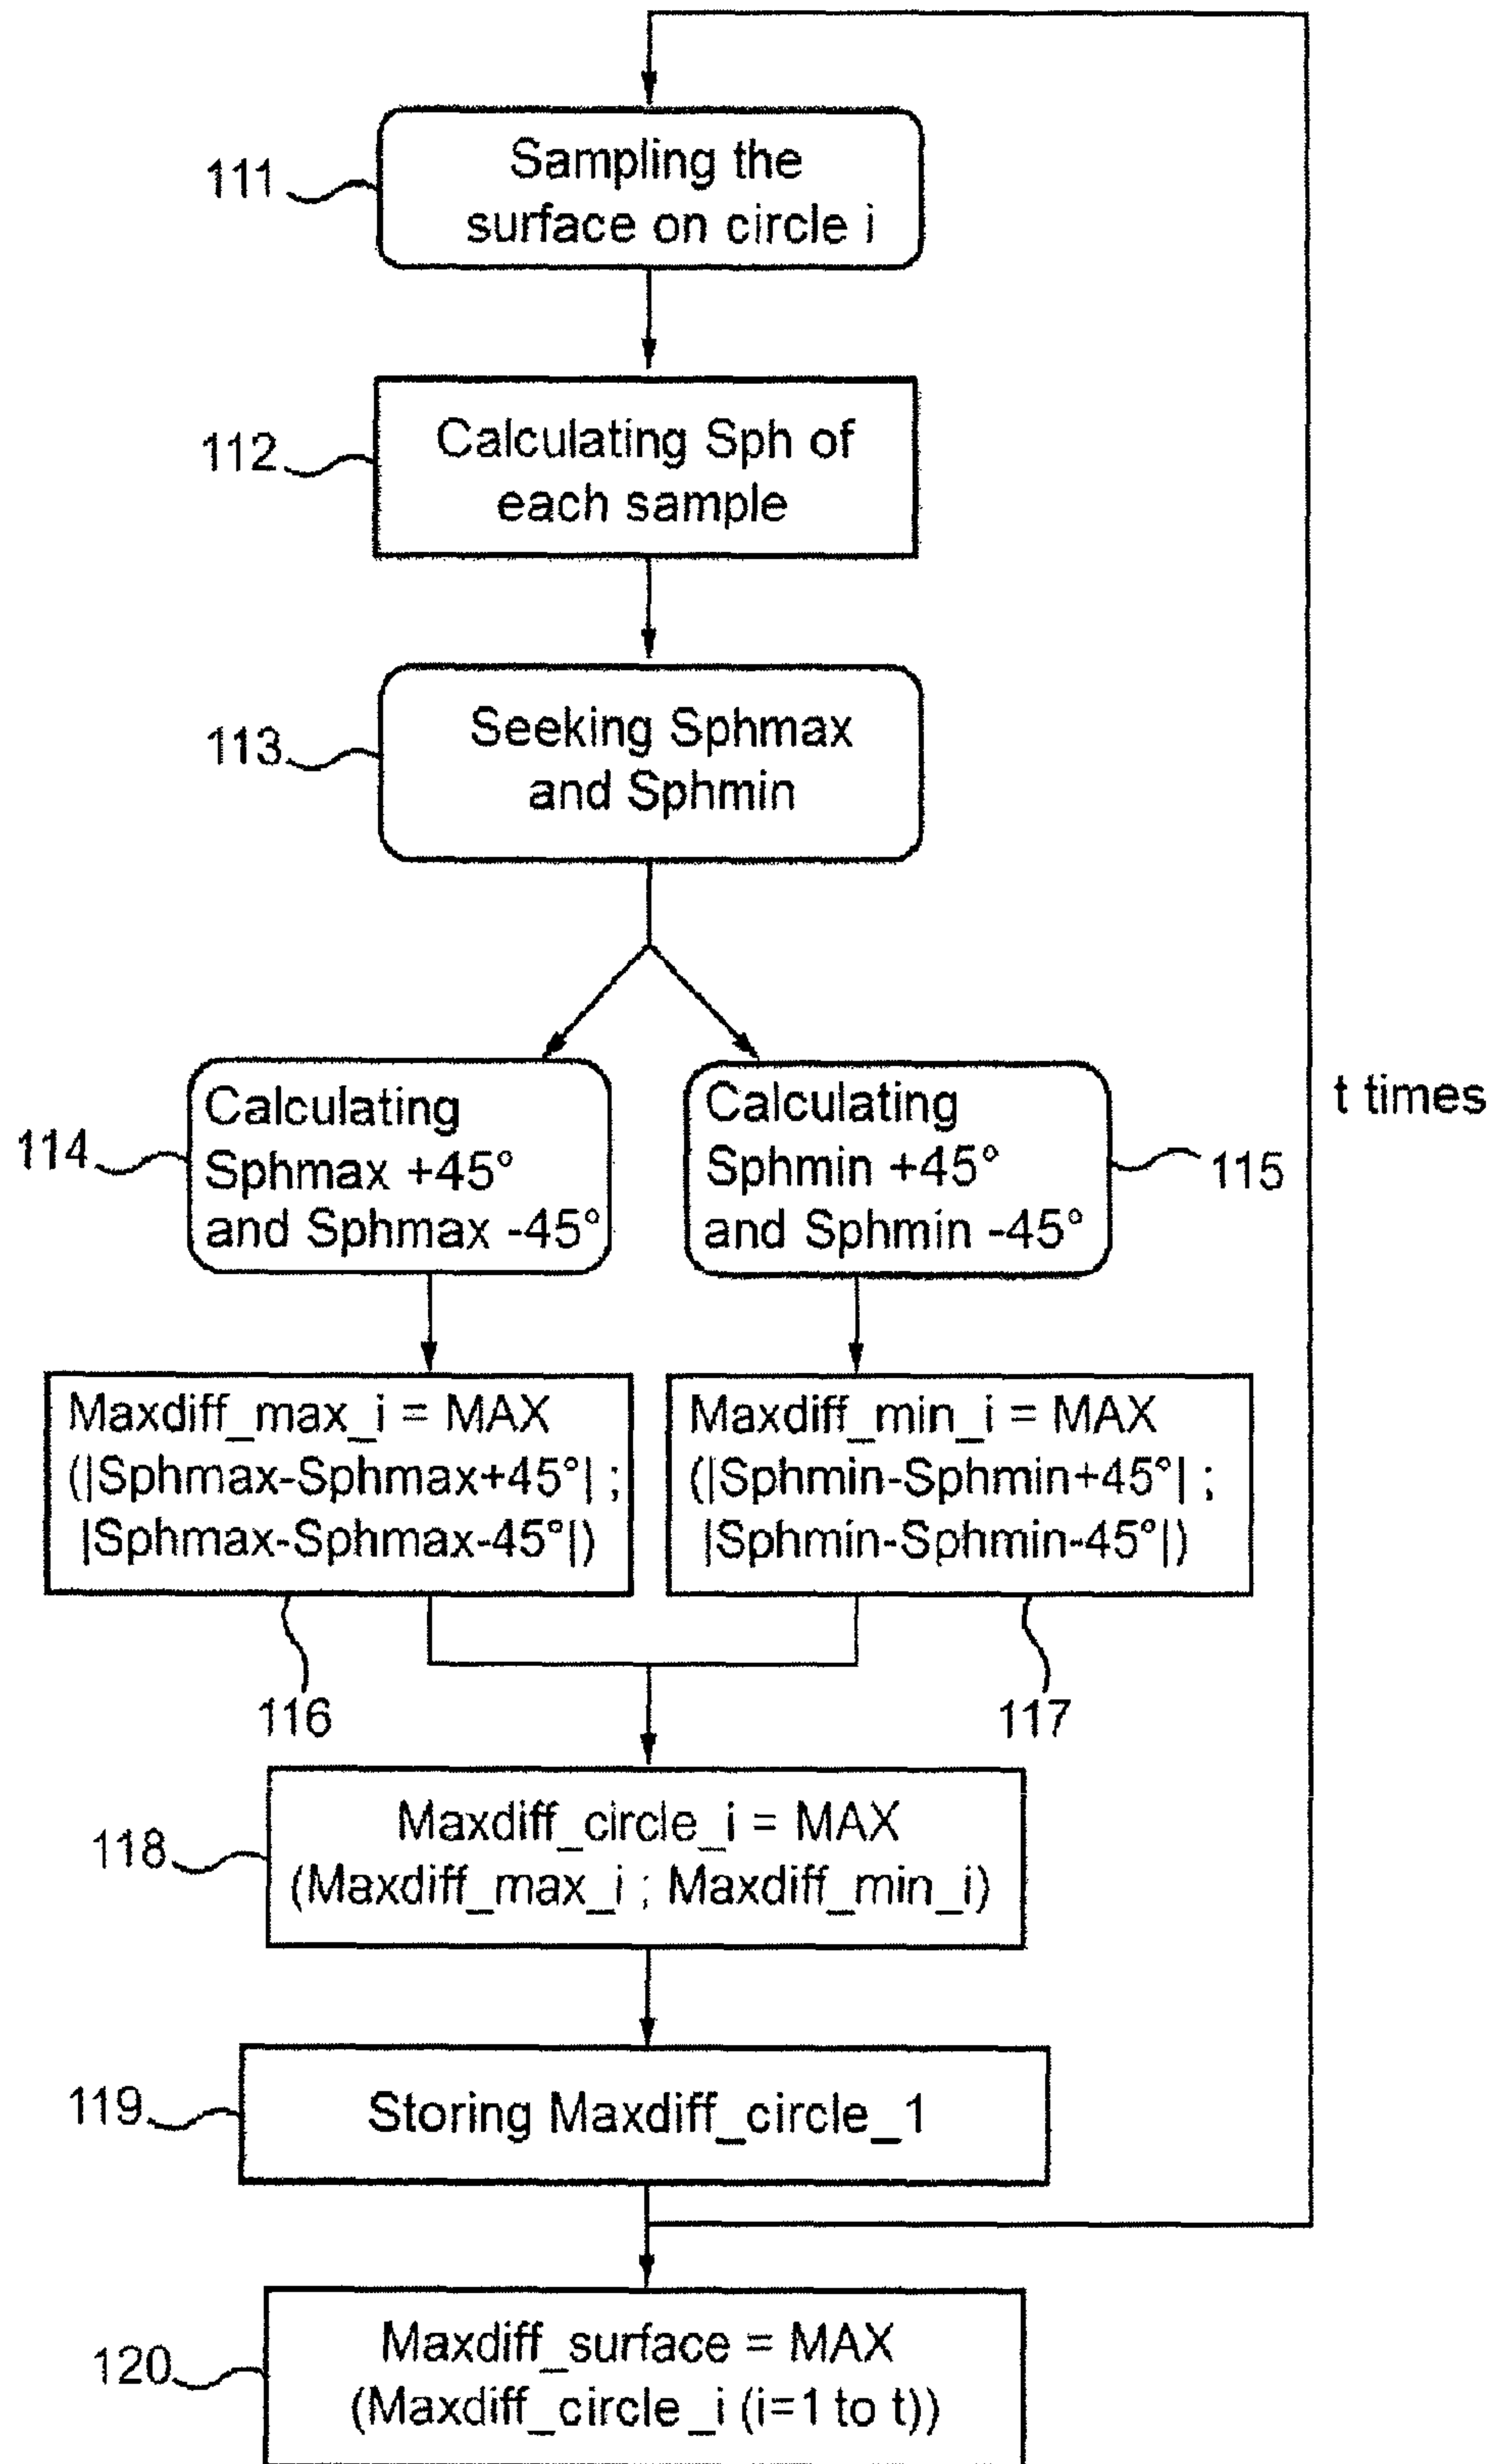 111
Sampling the
surface on circle i
112
Calculating Sph of
each sample
113
Seeking Sphmax
and Sphmin
114
Calculating
Sphmax +45°
and Sphmax -45°
Calculating
Sphmin +45°
and Sphmin -45°
115
t times
Maxdiff_max_i = MAX
(|Sphmax-Sphmax+45°| ;
|Sphmax-Sphmax-45°|)
116
Maxdiff_min_i = MAX
(|Sphmin-Sphmin+45°| ;
|Sphmin-Sphmin-45°|)
117
118
Maxdiff_circle_i = MAX
(Maxdiff_max_i ; Maxdiff_min_i)
119
Storing Maxdiff_circle_1
120
Maxdiff_surface = MAX
(Maxdiff_circle_i (i=1 to t))